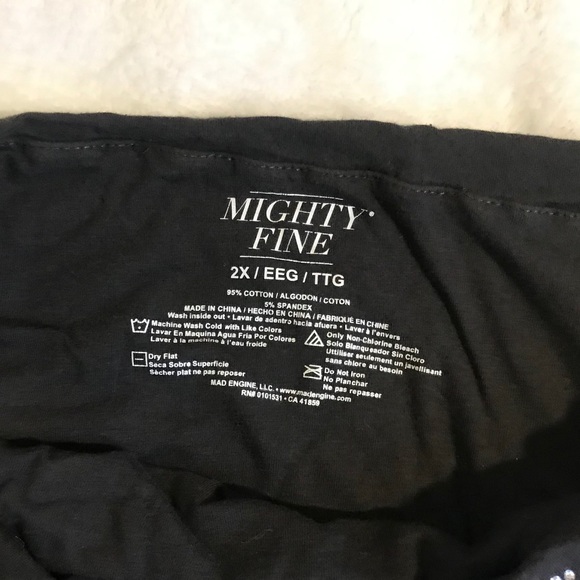 MIGHTY®
FINE
2X / EEG / TTG
95% COTTON / ALGODON / COTON
5% SPANDEX
MADE IN CHINA / HECHO EN CHINA / FABRIQUÉ EN CHINE
Wash inside out • Lavar de adentro hacia afuera • Laver à l'envers
Machine Wash Cold with Like Colors
Lavar En Maquina Agua Fria Por Colores
Laver à la machine à l'eau froide
Only Non-Chlorine Bleach
Solo Blanqueador Sin Cloro
Utiliser seulement un javellisant
sans chlore au besoin
Dry Flat
Seca Sobre Superficie
Sécher plat ne pas reposer
Do Not Iron
No Planchar
Ne pas repasser
MAD ENGINE, LLC. • www.madengine.com
RN# 0101531 • CA 41859